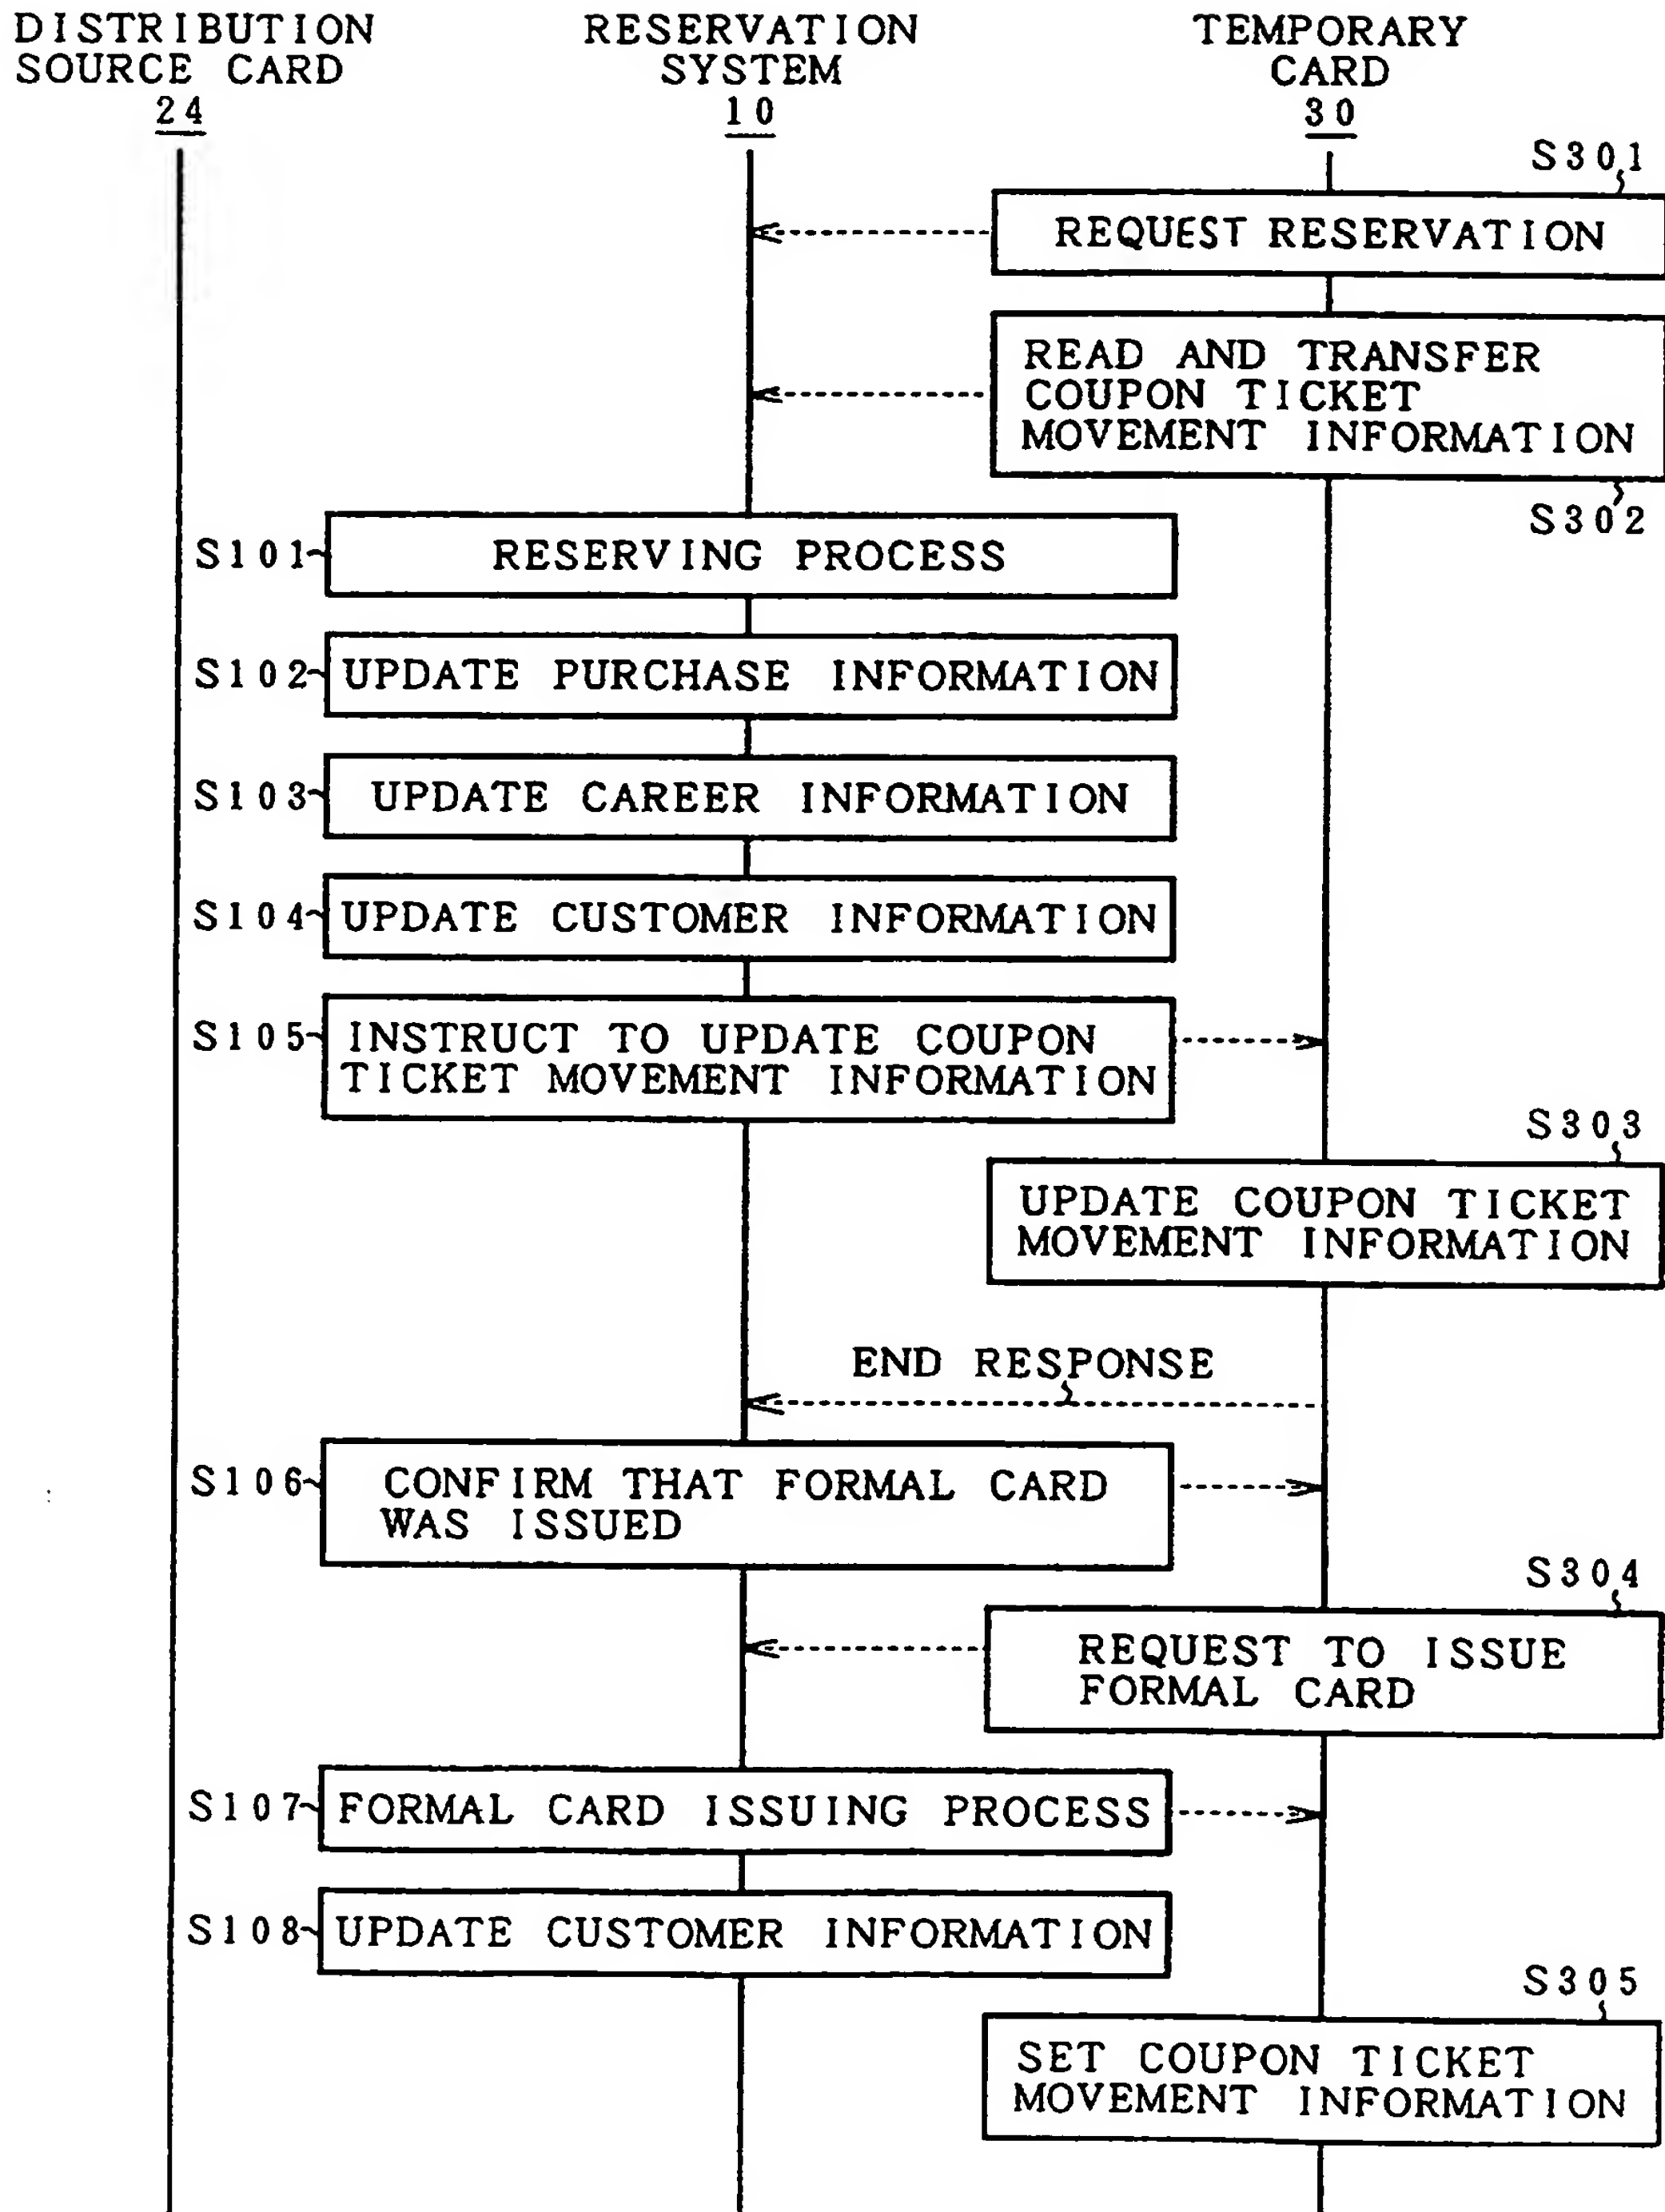 DISTRIBUTION
SOURCE CARD
24
RESERVATION
SYSTEM
10
TEMPORARY
CARD
30
S301
REQUEST RESERVATION
READ AND TRANSFER
COUPON TICKET
MOVEMENT INFORMATION
S302
S101
RESERVING PROCESS
S102
UPDATE PURCHASE INFORMATION
S103
UPDATE CAREER INFORMATION
S104
UPDATE CUSTOMER INFORMATION
S105
INSTRUCT TO UPDATE COUPON
TICKET MOVEMENT INFORMATION
S303
UPDATE COUPON TICKET
MOVEMENT INFORMATION
END RESPONSE
S106
CONFIRM THAT FORMAL CARD
WAS ISSUED
S304
REQUEST TO ISSUE
FORMAL CARD
S107
FORMAL CARD ISSUING PROCESS
S108
UPDATE CUSTOMER INFORMATION
S305
SET COUPON TICKET
MOVEMENT INFORMATION